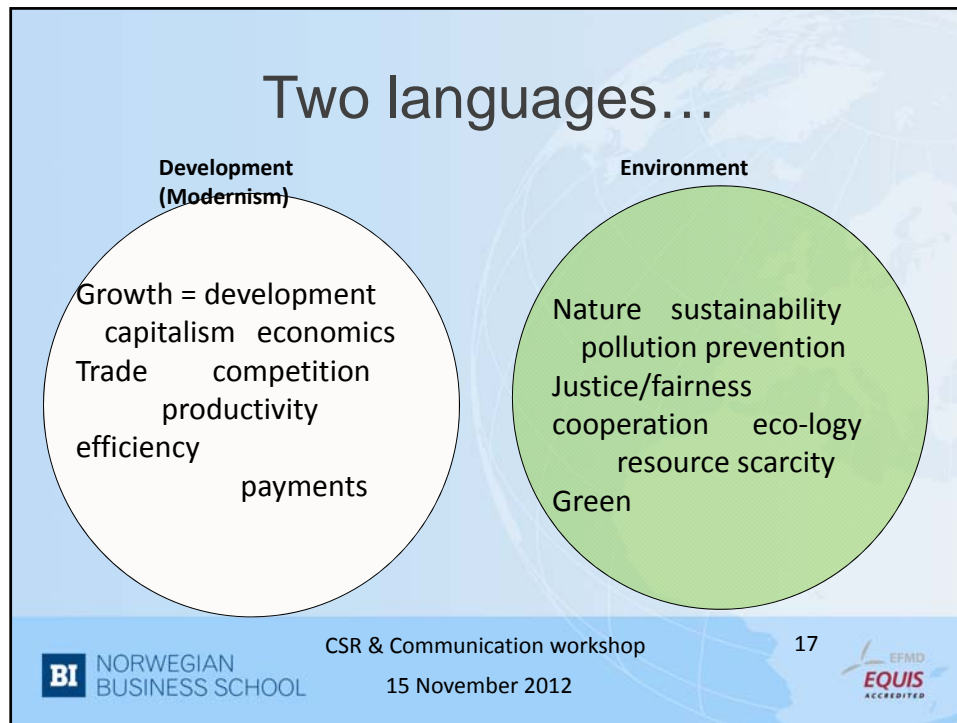 Two languages…
Development
(Modernism)
Growth = development
capitalism economics
Trade competition
productivity
efficiency
payments
Environment
Nature sustainability
pollution prevention
Justice/fairness
cooperation eco-logy
resource scarcity
Green
BI NORWEGIAN
BUSINESS SCHOOL
CSR & Communication workshop
15 November 2012
17
EFMD
EQUIS
ACCREDITED